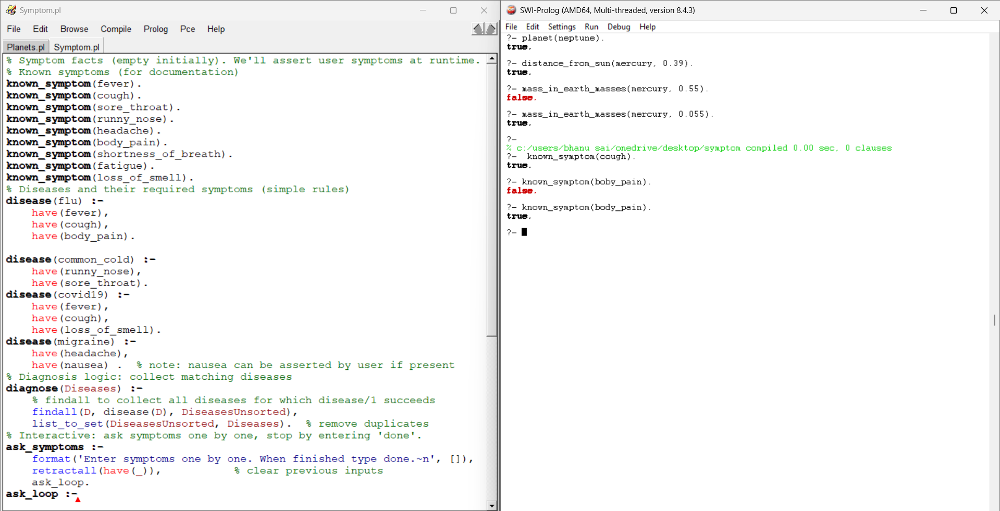 Symptom.pl
File Edit Browse Compile Prolog Pce Help
Planets.pl Symptom.pl
% Symptom facts (empty initially). We'll assert user symptoms at runtime.
% Known symptoms (for documentation)
known_symptom(fever).
known_symptom(cough).
known_symptom(sore_throat).
known_symptom(runny_nose).
known_symptom(headache).
known_symptom(body_pain).
known_symptom(shortness_of_breath).
known_symptom(fatigue).
known_symptom(loss_of_smell).
% Diseases and their required symptoms (simple rules)
disease(flu) :-
    have(fever),
    have(cough),
    have(body_pain).

disease(common_cold) :-
    have(runny_nose),
    have(sore_throat).
disease(covid19) :-
    have(fever),
    have(cough),
    have(loss_of_smell).
disease(migraine) :-
    have(headache),
    have(nausea) .  % note: nausea can be asserted by user if present
% Diagnosis logic: collect matching diseases
diagnose(Diseases) :-
    % findall to collect all diseases for which disease/1 succeeds
    findall(D, disease(D), DiseasesUnsorted),
    list_to_set(DiseasesUnsorted, Diseases).  % remove duplicates
% Interactive: ask symptoms one by one, stop by entering 'done'.
ask_symptoms :-
    format('Enter symptoms one by one. When finished type done.~n', []),
    retractall(have(_)),           % clear previous inputs
    ask_loop.
ask_loop :-
SWI-Prolog (AMD64, Multi-threaded, version 8.4.3)
File Edit Settings Run Debug Help
?- planet(neptune).
true.

?- distance_from_sun(mercury, 0.39).
true.

?- mass_in_earth_masses(mercury, 0.55).
false.

?- mass_in_earth_masses(mercury, 0.055).
true.

?-
% c:/users/bhanu sai/onedrive/desktop/symptom compiled 0.00 sec, 0 clauses
?-  known_symptom(cough).
true.

?- known_symptom(boby_pain).
false.

?- known_symptom(body_pain).
true.

?-